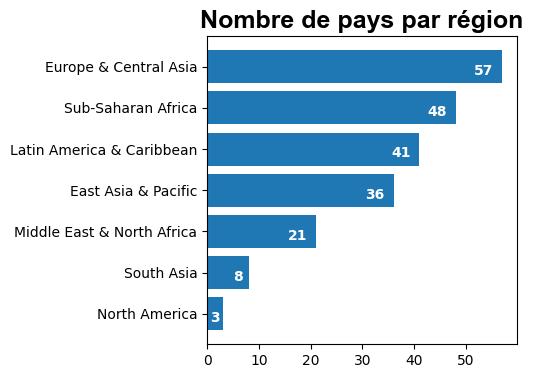 Nombre de pays par région
Europe & Central Asia
57
Sub-Saharan Africa
48
Latin America & Caribbean
41
East Asia & Pacific
36
Middle East & North Africa
21
South Asia
8
North America
3
0 10 20 30 40 50